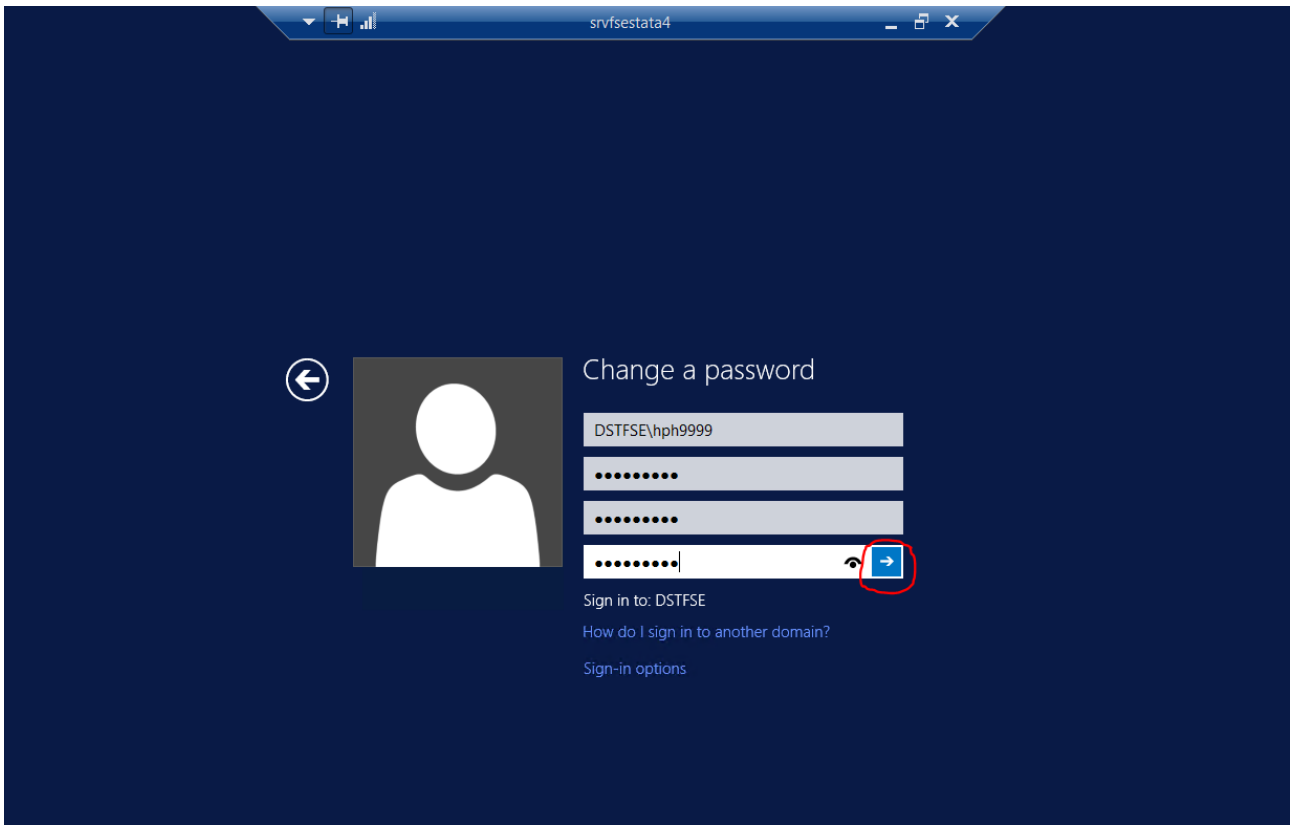 srvfsestata4
Change a password
DSTFSE\hph9999
•••••••••
•••••••••
•••••••••
Sign in to: DSTFSE
How do I sign in to another domain?
Sign-in options